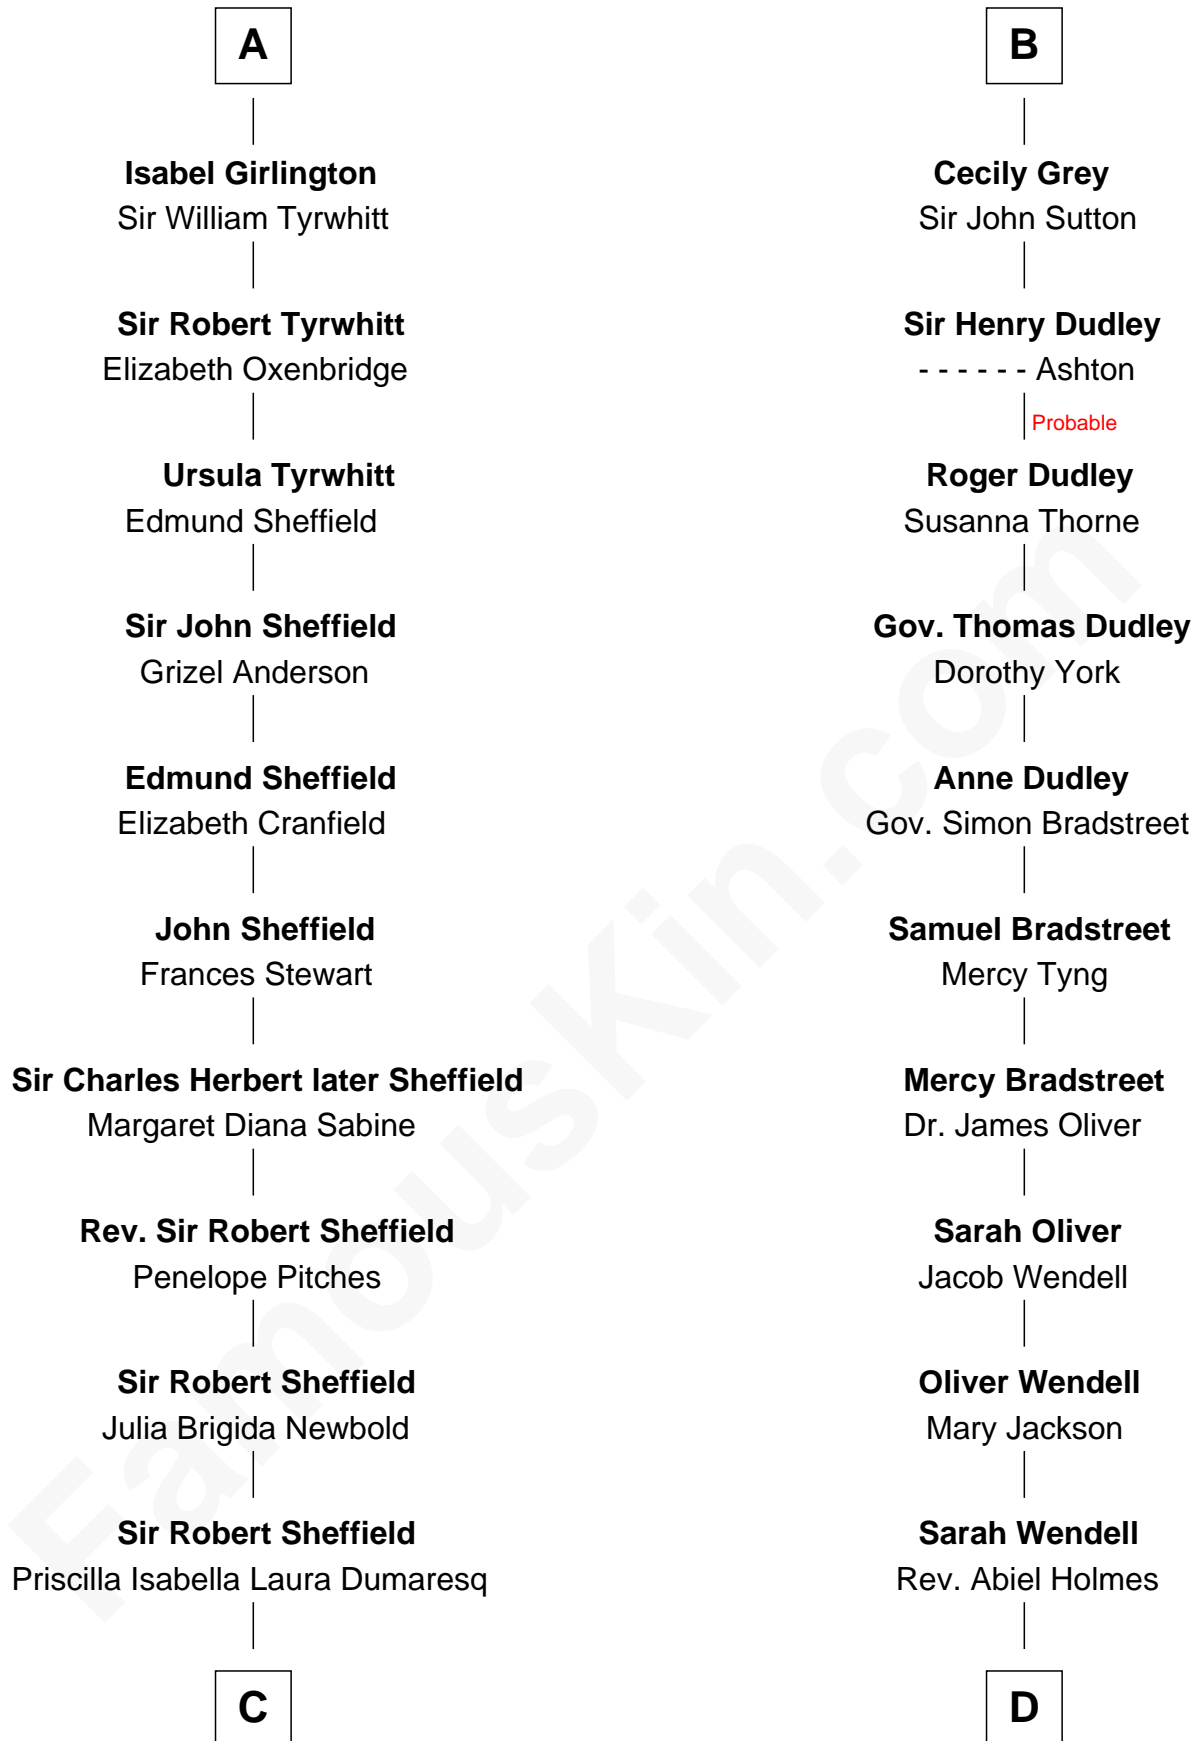 A
Isabel Girlington
Sir William Tyrwhitt
Sir Robert Tyrwhitt
Elizabeth Oxenbridge
Ursula Tyrwhitt
Edmund Sheffield
Sir John Sheffield
Grizel Anderson
Edmund Sheffield
Elizabeth Cranfield
John Sheffield
Frances Stewart
Sir Charles Herbert later Sheffield
Margaret Diana Sabine
Rev. Sir Robert Sheffield
Penelope Pitches
Sir Robert Sheffield
Julia Brigida Newbold
Sir Robert Sheffield
Priscilla Isabella Laura Dumaresq
C
B
Cecily Grey
Sir John Sutton
Sir Henry Dudley
- - - - - - Ashton
Probable
Roger Dudley
Susanna Thorne
Gov. Thomas Dudley
Dorothy York
Anne Dudley
Gov. Simon Bradstreet
Samuel Bradstreet
Mercy Tyng
Mercy Bradstreet
Dr. James Oliver
Sarah Oliver
Jacob Wendell
Oliver Wendell
Mary Jackson
Sarah Wendell
Rev. Abiel Holmes
D
FamousKin.com